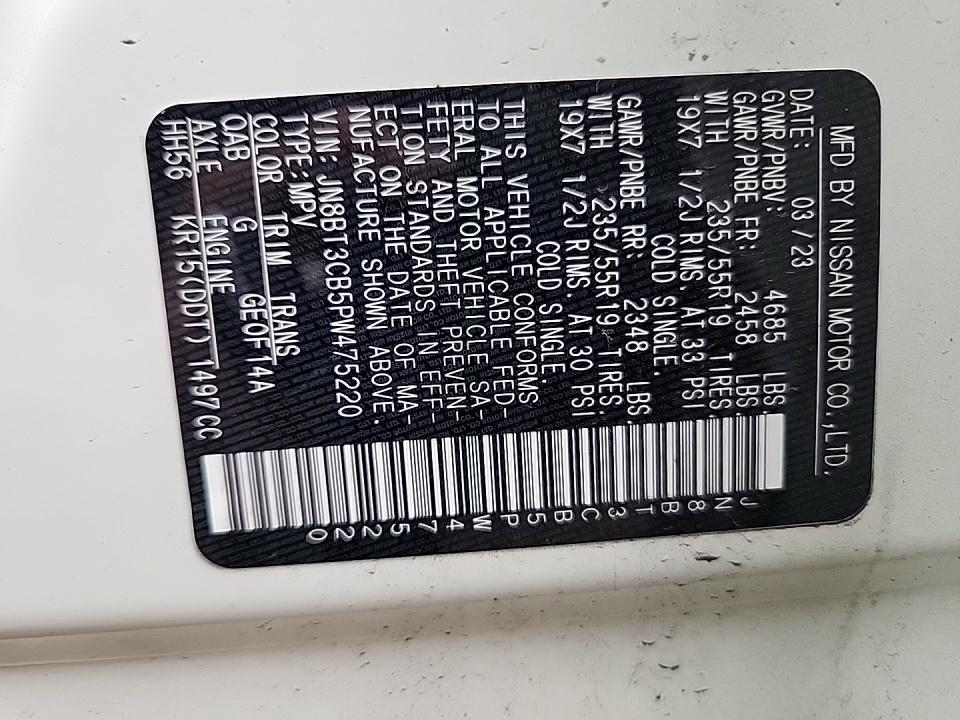 MFD BY NISSAN MOTOR CO.,LTD.
DATE: 03/23
GVWR/PNBV: 4685 LBS.
GAWR/PNBE FR: 2458 LBS.
WITH 235/55R19 TIRES
19X7 1/2J RIMS. AT 33 PSI
COLD SINGLE.
GAWR/PNBE RR: 2348 LBS.
WITH 235/55R19 TIRES.
19X7 1/2J RIMS. AT 30 PSI
COLD SINGLE.
THIS VEHICLE CONFORMS
TO ALL APPLICABLE FED-
ERAL MOTOR VEHICLE SA-
FETY AND THEFT PREVEN-
TION STANDARDS IN EFF-
ECT ON THE DATE OF MA-
NUFACTURE SHOWN ABOVE.
VIN: JN8BT3CB5PW475220
TYPE:MPV
COLOR TRIM TRANS
QAB G GE0F14A
AXLE ENGINE
HH56 KR15(DDT) 1497CC
JN8BT3CB5PW475220